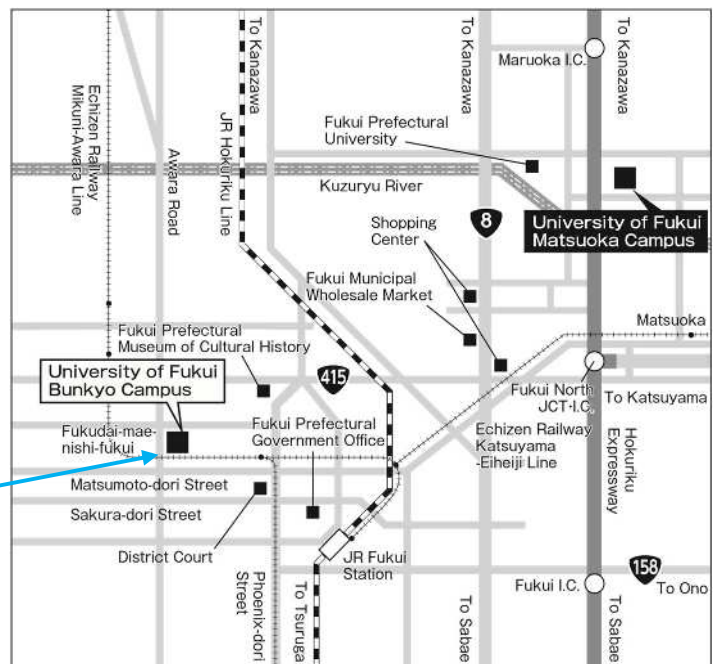 To Kanazawa
To Kanazawa
To Kanazawa
Maruoka I.C.
Echizen Railway
Mikuni-Awara Line
Awara Road
JR Hokuriku Line
Fukui Prefectural
University
Kuzuryu River
8
University of Fukui
Matsuoka Campus
Shopping
Center
Fukui Municipal
Wholesale Market
Matsuoka
Fukui Prefectural
Museum of Cultural History
University of Fukui
Bunkyo Campus
415
Fukui North
JCT·I.C.
To Katsuyama
Fukudai-mae-
nishi-fukui
Fukui Prefectural
Government Office
Echizen Railway
Katsuyama
-Eiheiji Line
Hokuriku
Expressway
Matsumoto-dori Street
Sakura-dori Street
District Court
JR Fukui
Station
Phoenix-dori
Street
To Tsuruga
To Sabae
Fukui I.C.
158
To Ono
To Sabae